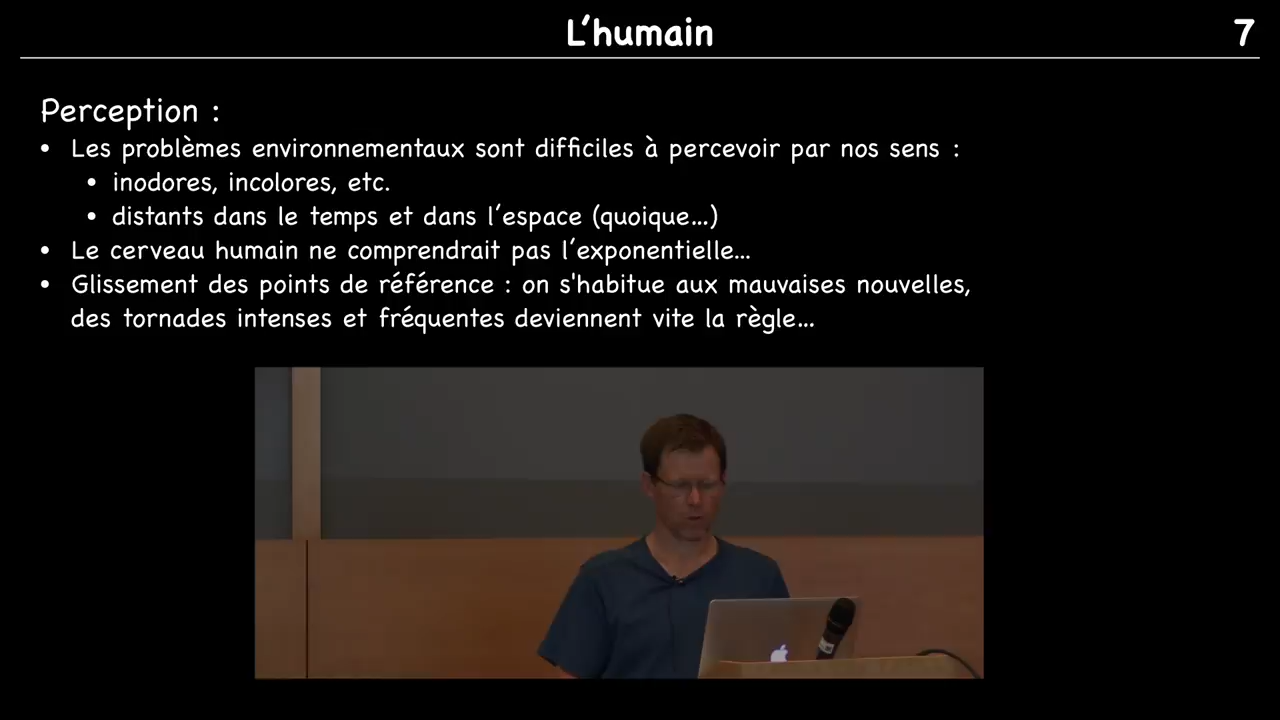 L'humain
7
Perception :
• Les problèmes environnementaux sont difficiles à percevoir par nos sens :
• inodores, incolores, etc.
• distants dans le temps et dans l'espace (quoique...)
• Le cerveau humain ne comprendrait pas l'exponentielle...
• Glissement des points de référence : on s'habitue aux mauvaises nouvelles,
des tornades intenses et fréquentes deviennent vite la règle...